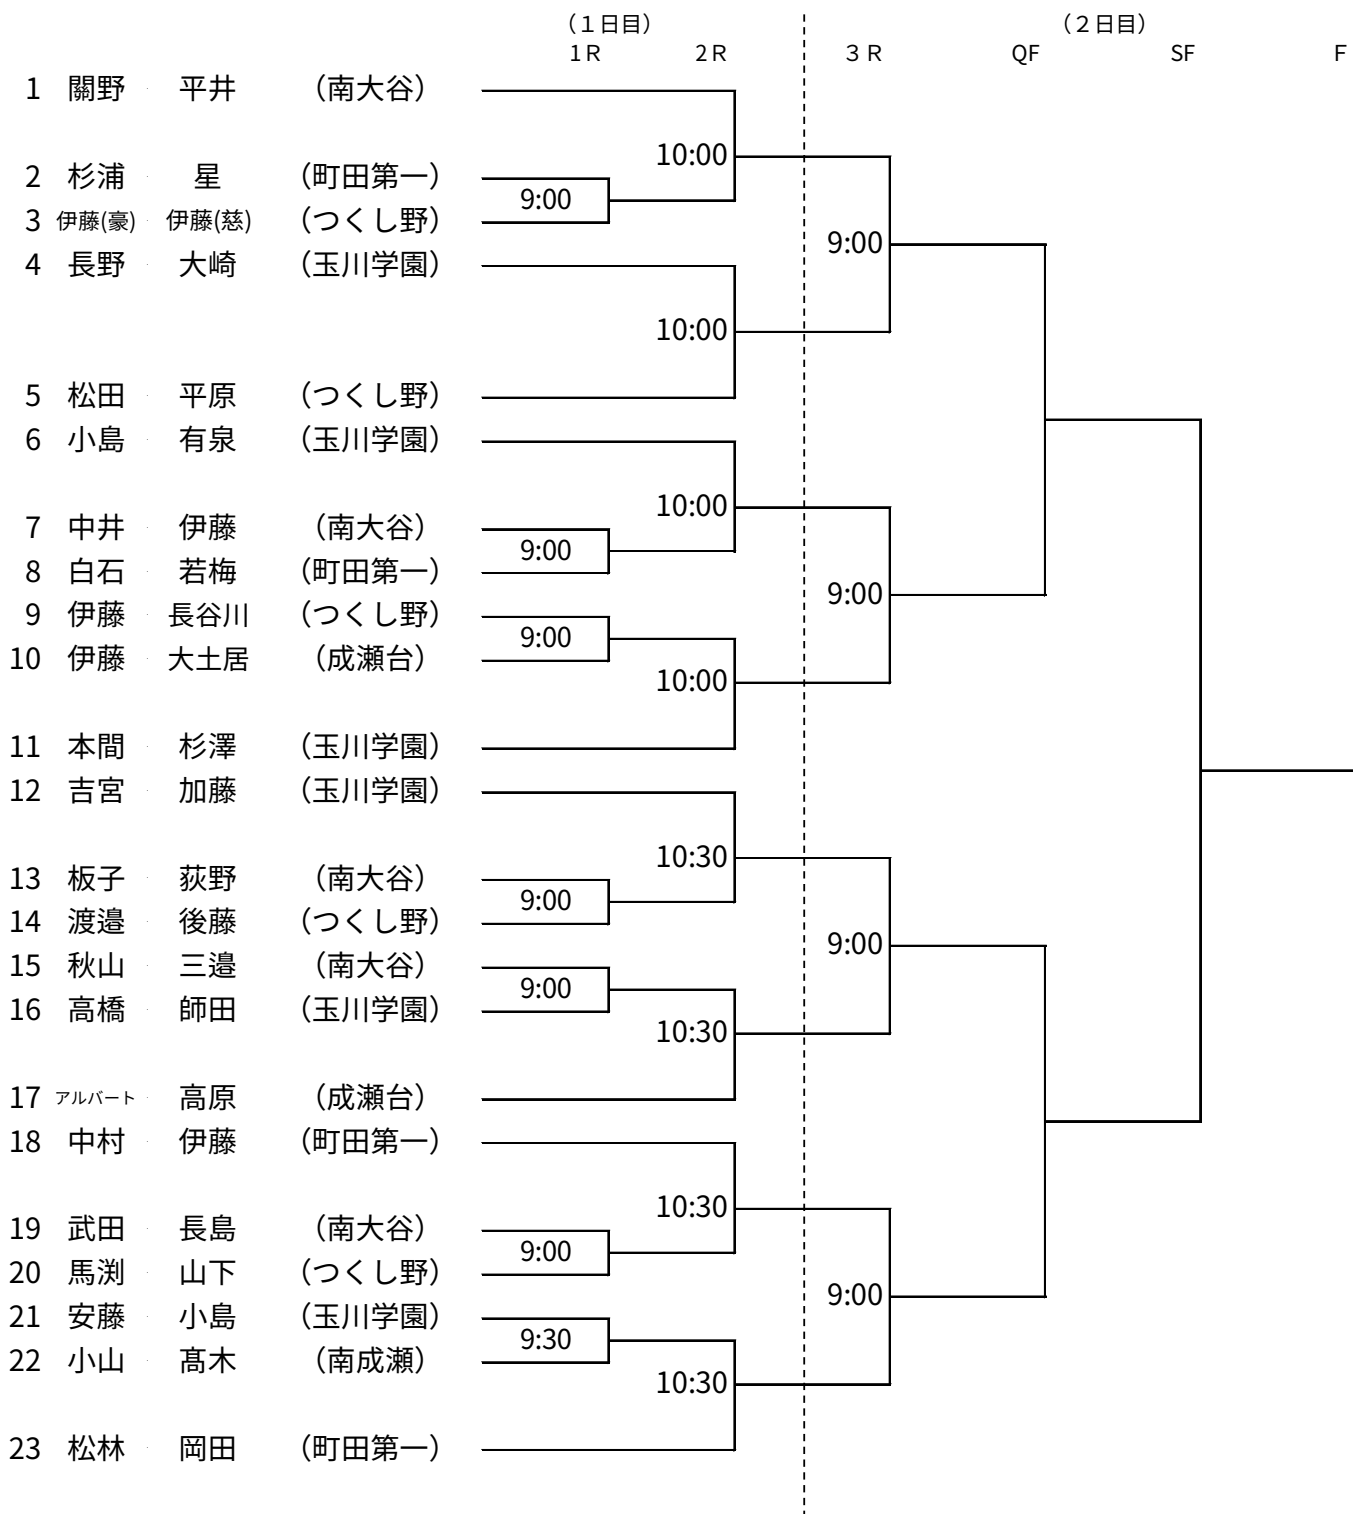 （１日目） （２日目）
1Ｒ 2Ｒ ３Ｒ QF SF F
1 關野 平井 （南大谷）
10:00
2 杉浦 星 （町田第一）
9:00
3 伊藤(豪) 伊藤(慈) （つくし野）
9:00
4 長野 大崎 （玉川学園）
10:00
5 松田 平原 （つくし野）
6 小島 有泉 （玉川学園）
10:00
7 中井 伊藤 （南大谷）
9:00
8 白石 若梅 （町田第一）
9:00
9 伊藤 長谷川 （つくし野）
9:00
10 伊藤 大土居 （成瀬台）
10:00
11 本間 杉澤 （玉川学園）
12 吉宮 加藤 （玉川学園）
10:30
13 板子 荻野 （南大谷）
9:00
14 渡邉 後藤 （つくし野）
9:00
15 秋山 三邉 （南大谷）
9:00
16 高橋 師田 （玉川学園）
10:30
17 アルバート 高原 （成瀬台）
18 中村 伊藤 （町田第一）
10:30
19 武田 長島 （南大谷）
9:00
20 馬渕 山下 （つくし野）
9:00
21 安藤 小島 （玉川学園）
9:30
22 小山 髙木 （南成瀬）
10:30
23 松林 岡田 （町田第一）